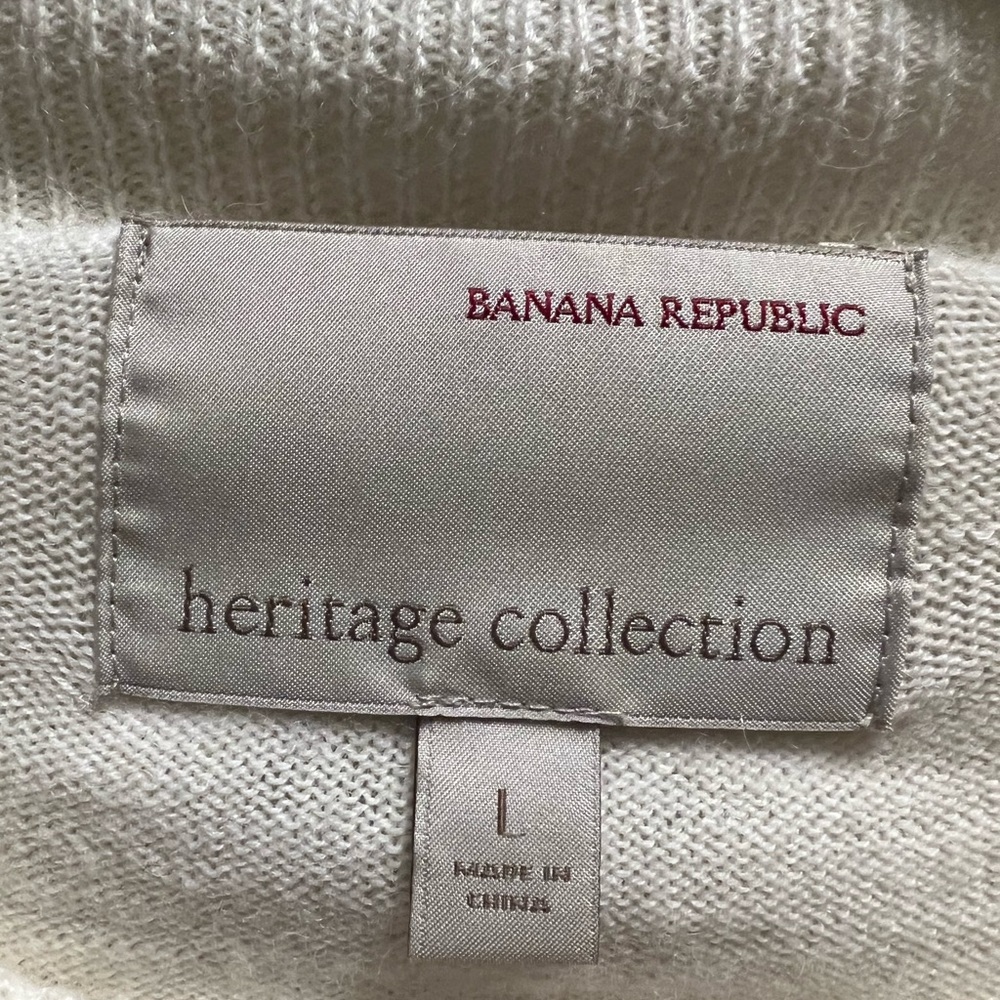 BANANA REPUBLIC
heritage collection
L
MADE IN
CHINA